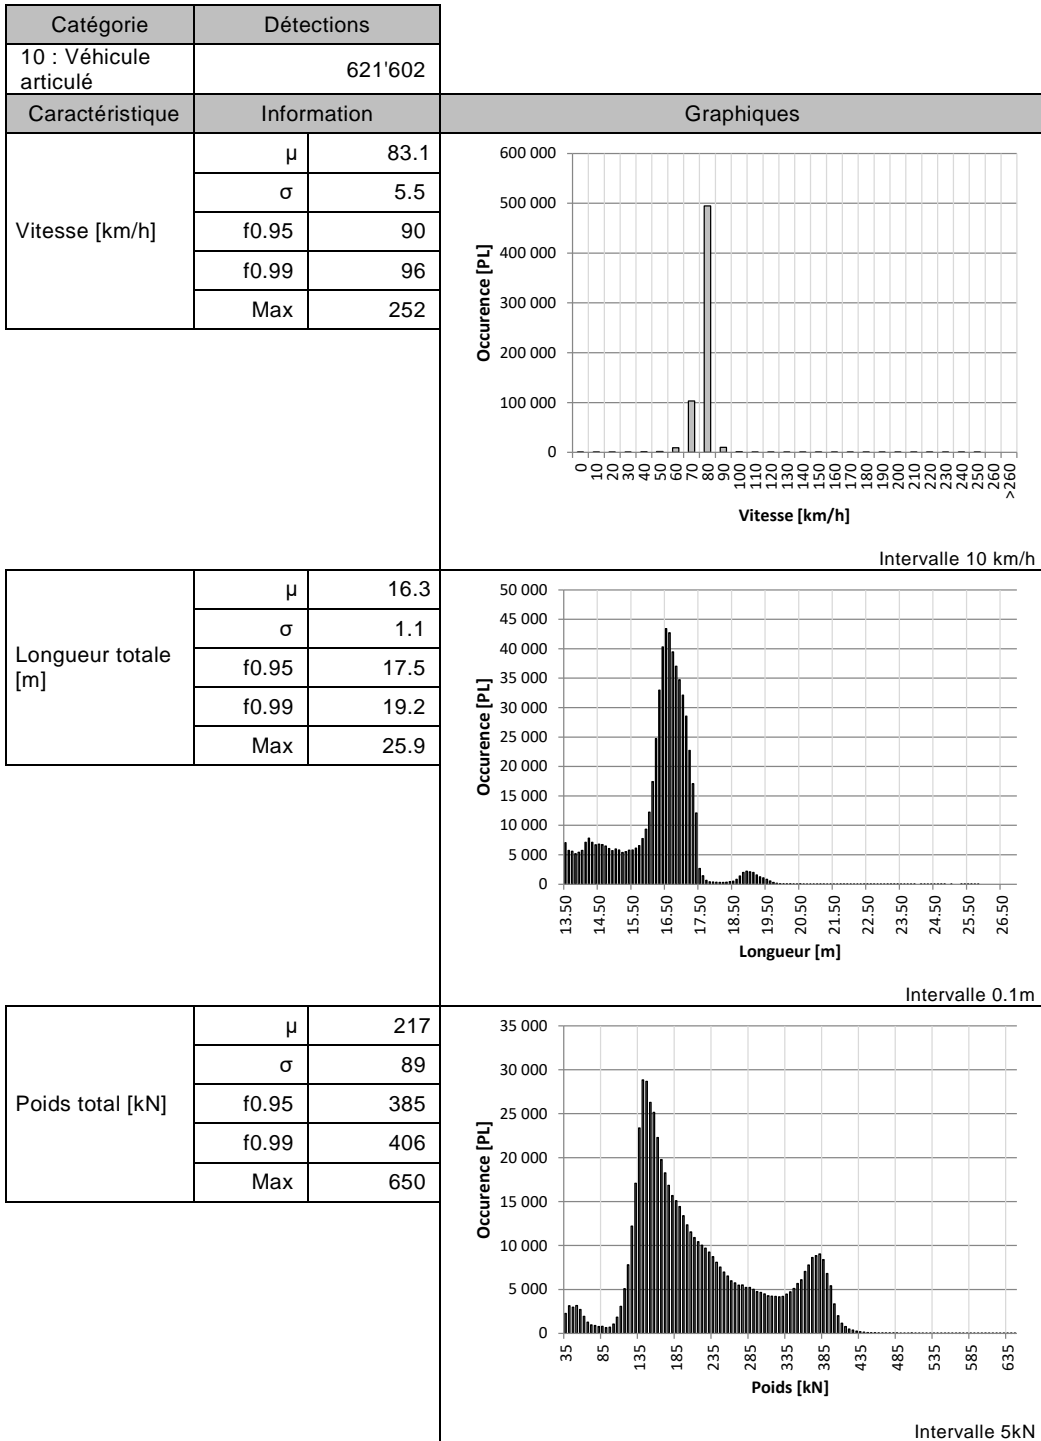 Catégorie Détections
10 : Véhicule articulé 621'602
Caractéristique Information Graphiques
Vitesse [km/h]
µ 83.1
σ 5.5
f0.95 90
f0.99 96
Max 252
600 000
500 000
400 000
300 000
200 000
100 000
0
Occurence [PL]
0 10 20 30 40 50 60 70 80 90 100 110 120 130 140 150 160 170 180 190 200 210 220 230 240 250 260 >260
Vitesse [km/h]
Intervalle 10 km/h
Longueur totale [m]
µ 16.3
σ 1.1
f0.95 17.5
f0.99 19.2
Max 25.9
50 000
45 000
40 000
35 000
30 000
25 000
20 000
15 000
10 000
5 000
0
Occurence [PL]
13.50 14.50 15.50 16.50 17.50 18.50 19.50 20.50 21.50 22.50 23.50 24.50 25.50 26.50
Longueur [m]
Intervalle 0.1m
Poids total [kN]
µ 217
σ 89
f0.95 385
f0.99 406
Max 650
35 000
30 000
25 000
20 000
15 000
10 000
5 000
0
Occurence [PL]
35 85 135 185 235 285 335 385 435 485 535 585 635
Poids [kN]
Intervalle 5kN